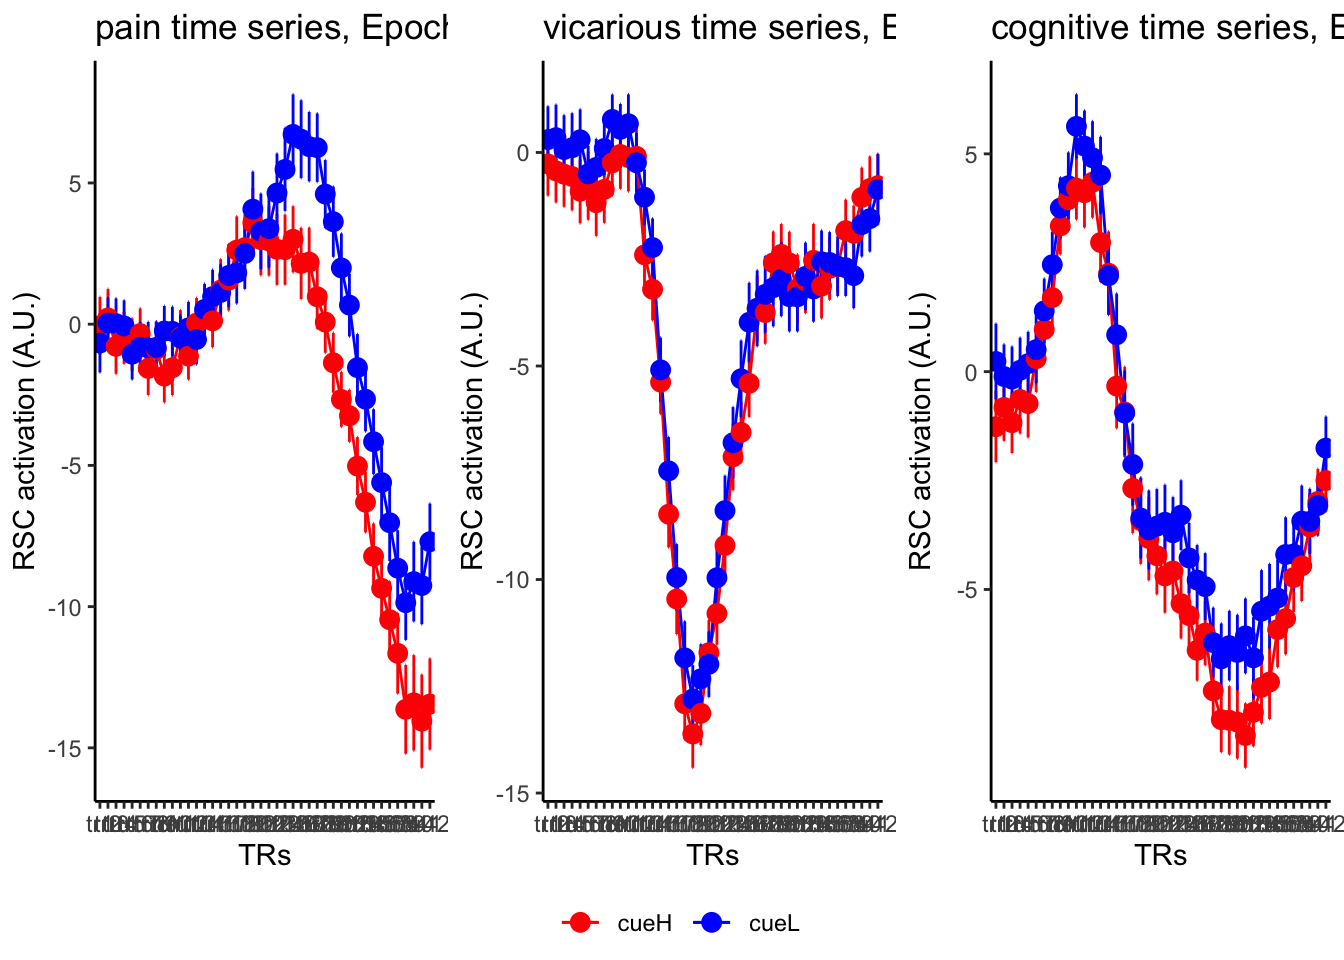 pain time series, Epoch
vicarious time series, E
cognitive time series, E
RSC activation (A.U.)
5
0
-5
-10
-15
TRs
RSC activation (A.U.)
0
-5
-10
-15
TRs
RSC activation (A.U.)
5
0
-5
TRs
cueH
cueL